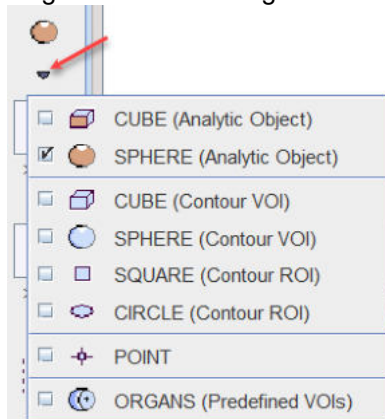 CUBE (Analytic Object)
SPHERE (Analytic Object)
CUBE (Contour VOI)
SPHERE (Contour VOI)
SQUARE (Contour ROI)
CIRCLE (Contour ROI)
POINT
ORGANS (Predefined VOIs)